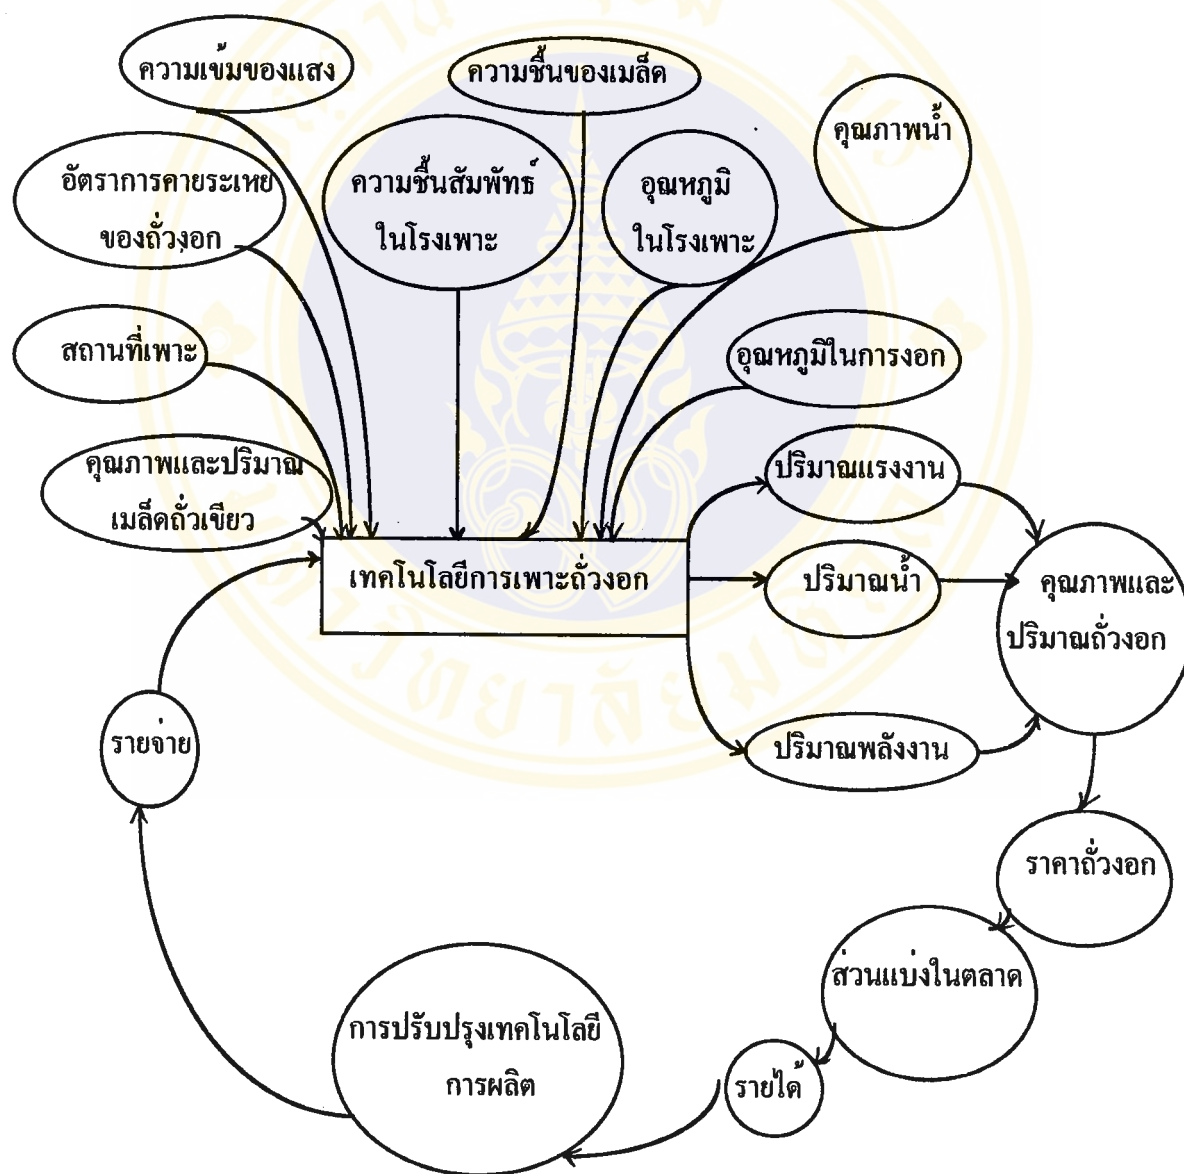 ความเข้มของแสง
ความชื้นของเมล็ด
คุณภาพน้ำ
อัตราการคายระเหย
ของถั่วงอก
ความชื้นสัมพัทธ์
ในโรงเพาะ
อุณหภูมิ
ในโรงเพาะ
สถานที่เพาะ
อุณหภูมิในการงอก
คุณภาพและปริมาณ
เมล็ดถั่วเขียว
ปริมาณแรงงาน
เทคโนโลยีการเพาะถั่วงอก
ปริมาณน้ำ
คุณภาพและ
ปริมาณถั่วงอก
รายจ่าย
ปริมาณพลังงาน
ราคาถั่วงอก
ส่วนแบ่งในตลาด
การปรับปรุงเทคโนโลยี
การผลิต
รายได้